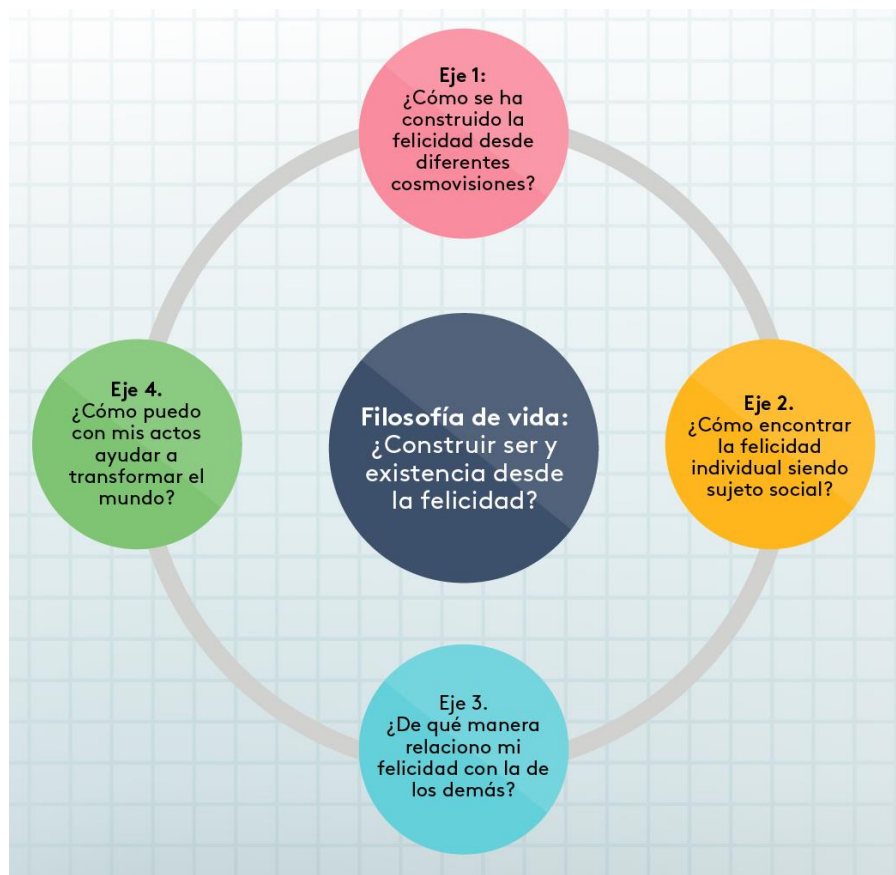 Eje 1:
¿Cómo se ha
construido la
felicidad desde
diferentes
cosmovisiones?
Eje 2.
¿Cómo encontrar
la felicidad
individual siendo
sujeto social?
Eje 3.
¿De qué manera
relaciono mi
felicidad con la de
los demás?
Eje 4.
¿Cómo puedo
con mis actos
ayudar a
transformar el
mundo?
Filosofía de vida:
¿Construir ser y
existencia desde
la felicidad?